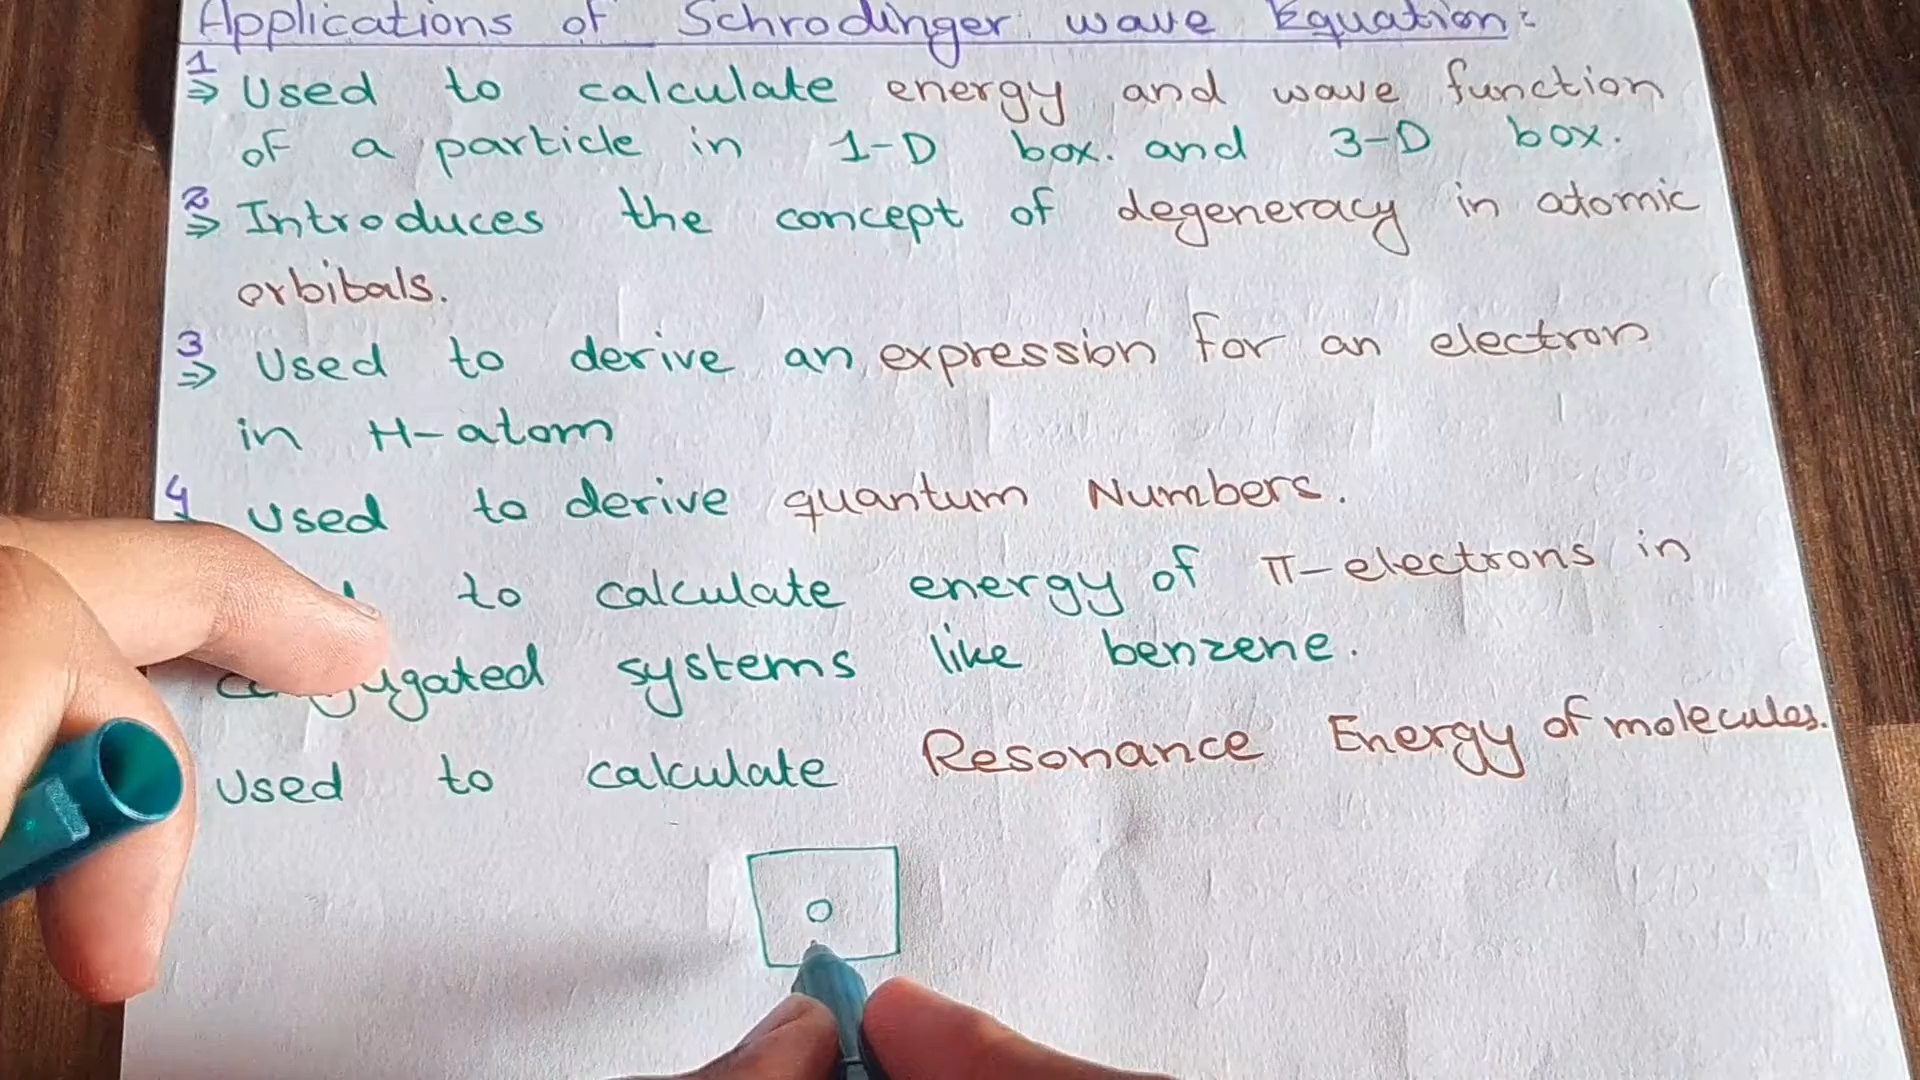 Applications of Schrodinger wave Equation:
1
⇒ Used to calculate energy and wave function
of a particle in 1-D box. and 3-D box.
2
⇒ Introduces the concept of degeneracy in atomic
orbitals.
3
⇒ Used to derive an expression for an electron
in H-atom
4
Used to derive quantum Numbers.
to calculate energy of π-electrons in
systems like benzene.
Used to calculate Resonance Energy of molecules.